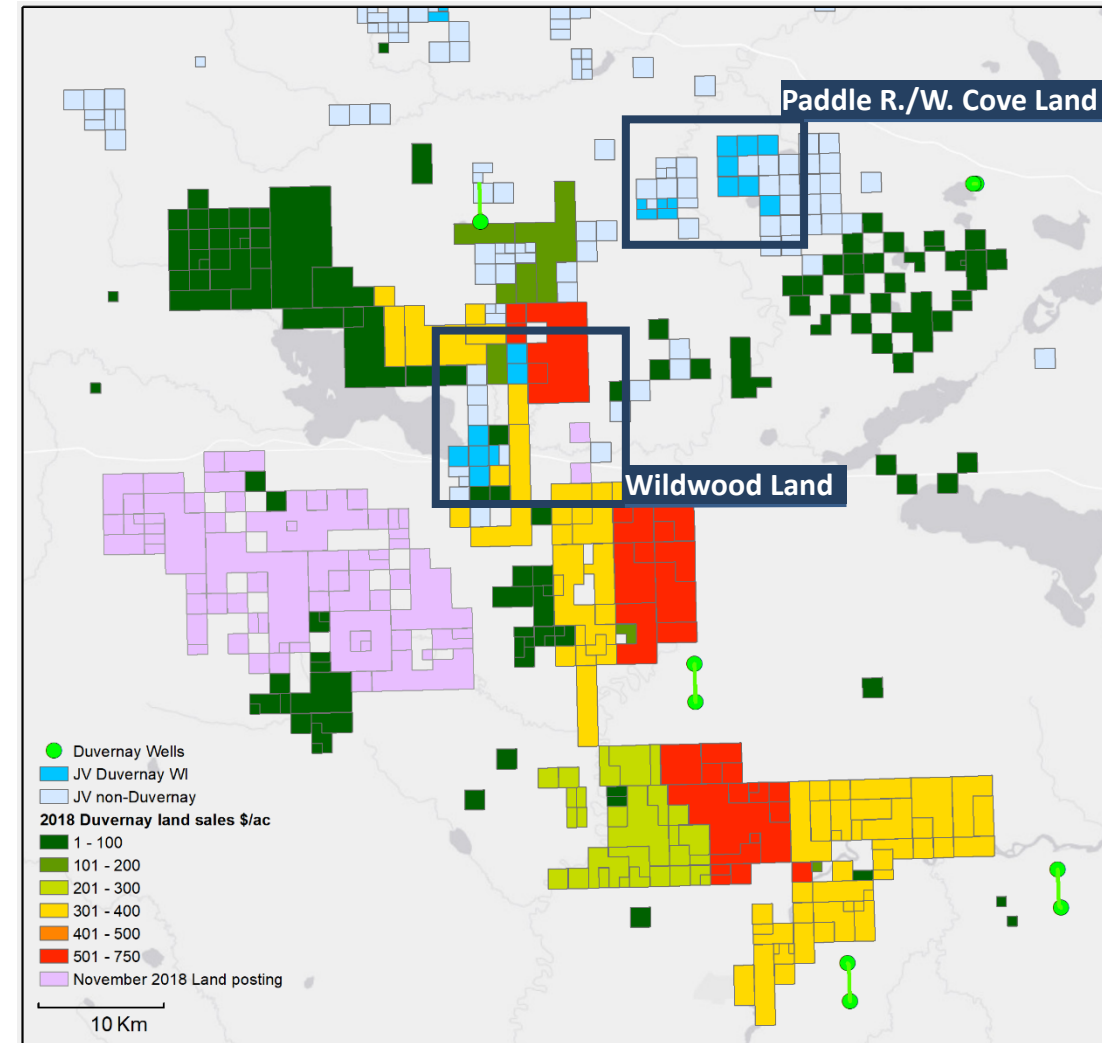 Paddle R./W. Cove Land
Wildwood Land
Duvernay Wells
JV Duvernay WI
JV non-Duvernay
2018 Duvernay land sales $/ac
1 - 100
101 - 200
201 - 300
301 - 400
401 - 500
501 - 750
November 2018 Land posting
10 Km